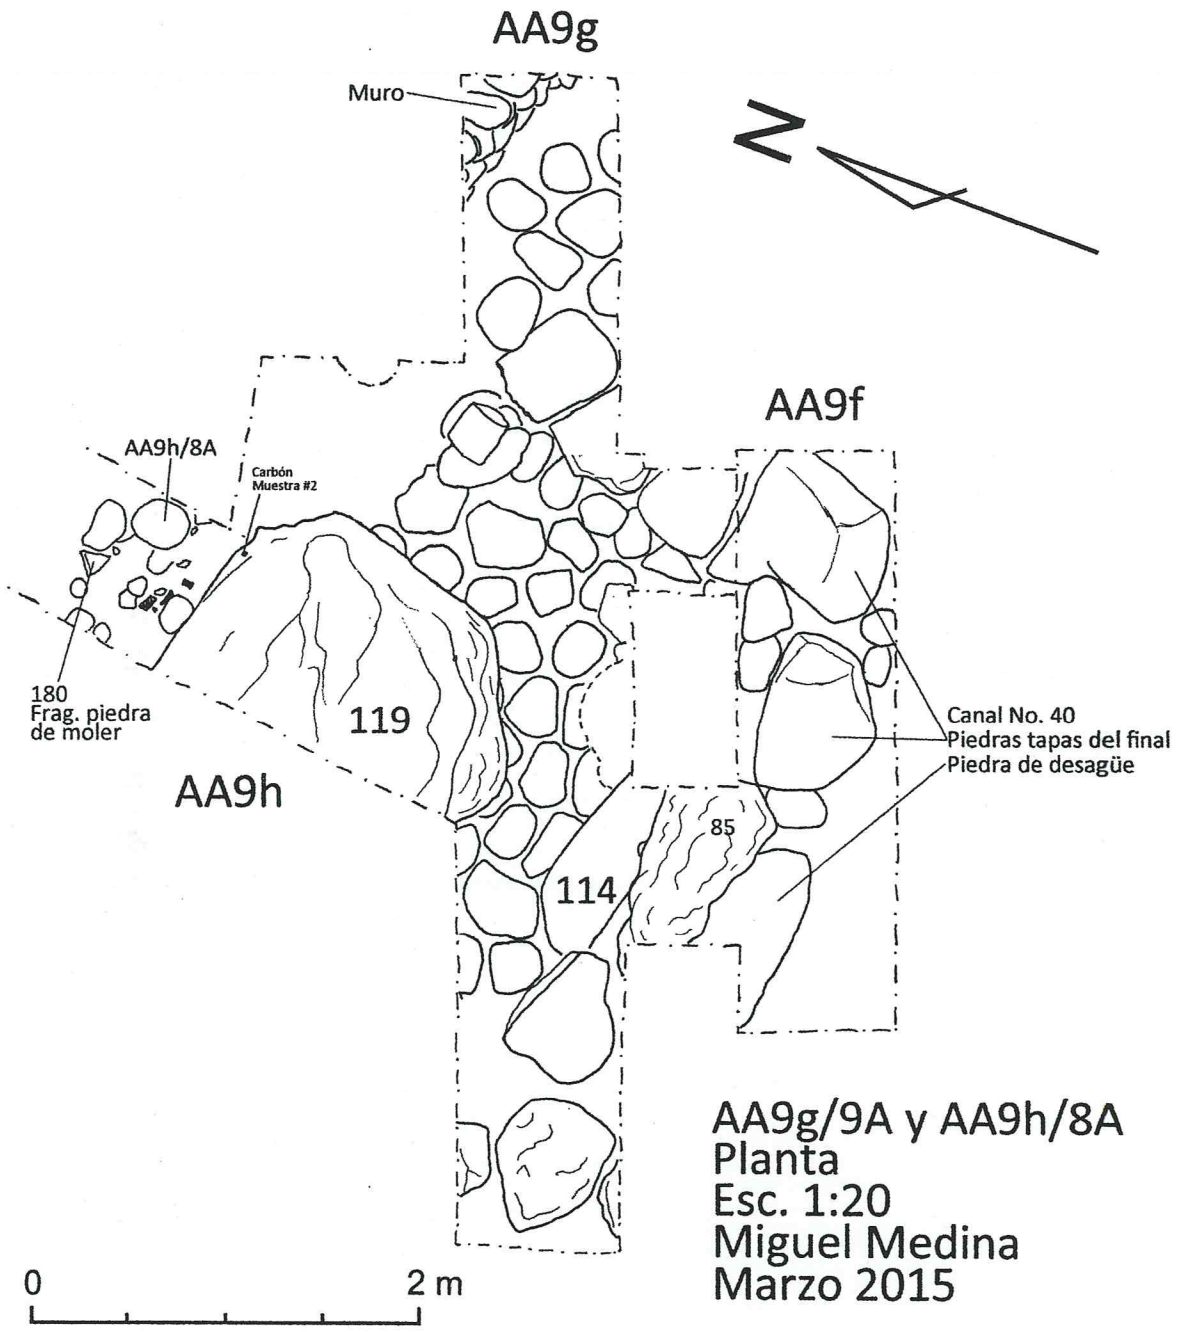 AA9g
Muro
N
AA9f
AA9h/8A
Carbón
Muestra #2
180
Frag. piedra
de moler
119
AA9h
Canal No. 40
Piedras tapas del final
Piedra de desagüe
85
114
AA9g/9A y AA9h/8A
Planta
Esc. 1:20
Miguel Medina
Marzo 2015
0
2 m